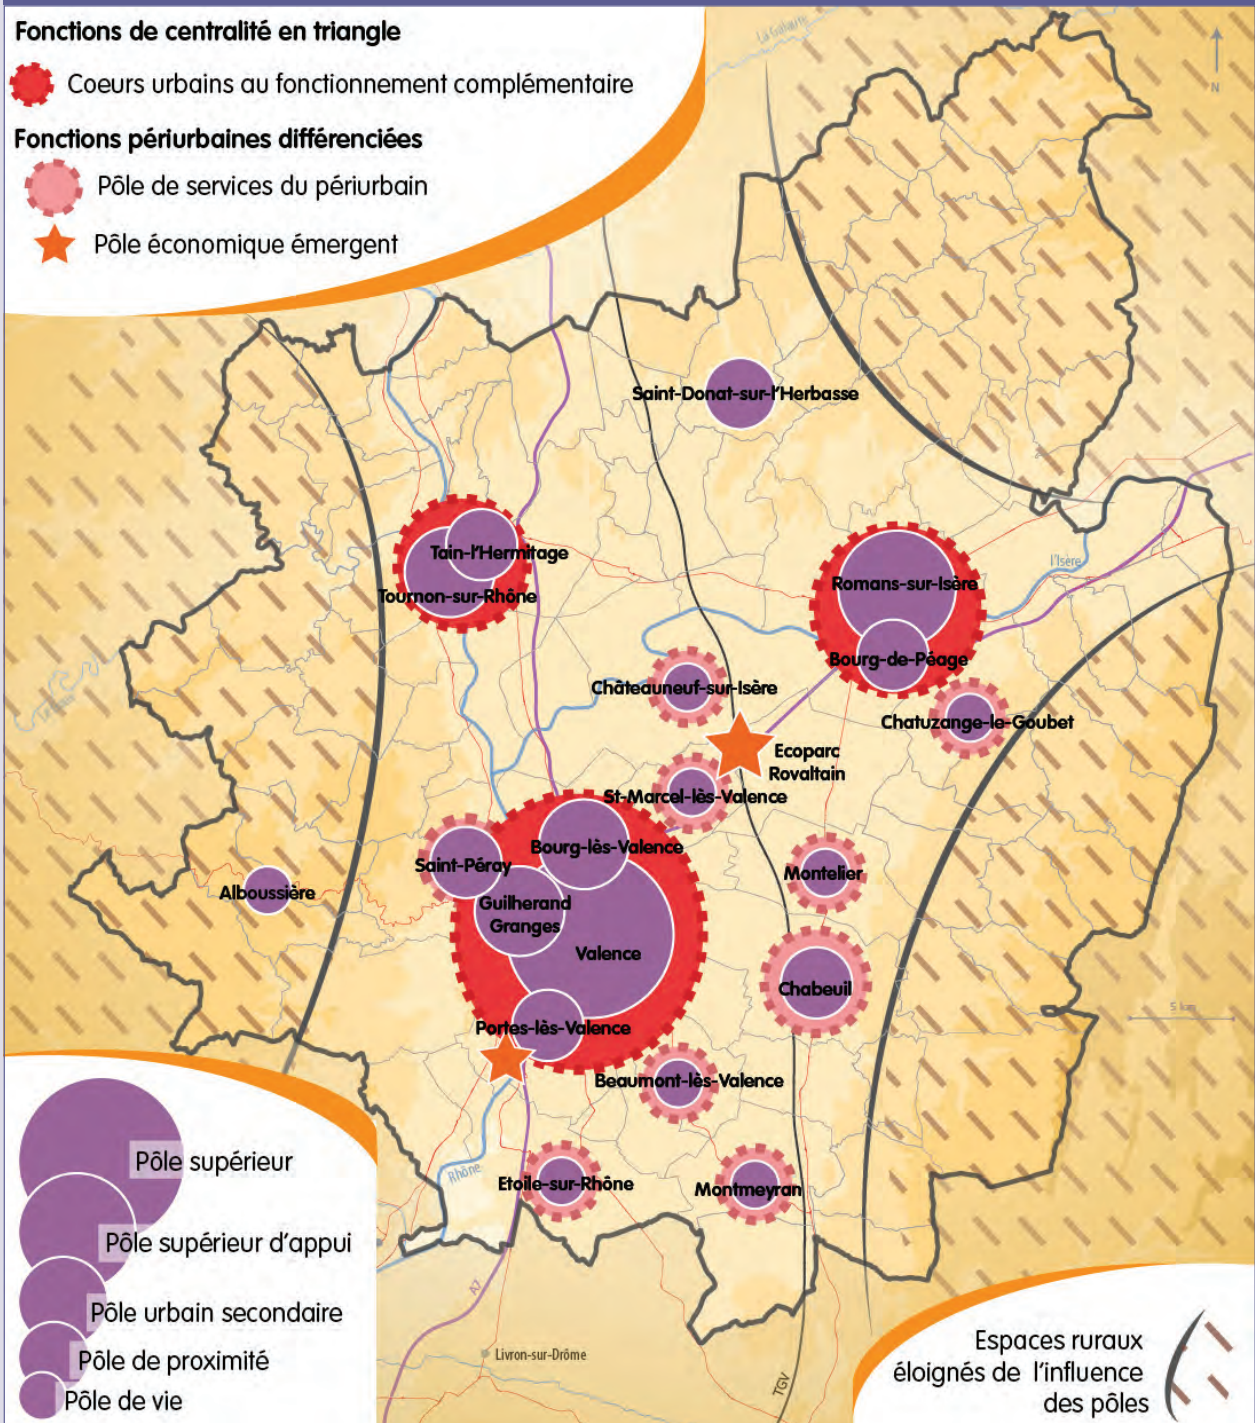 Fonctions de centralité en triangle
Coeurs urbains au fonctionnement complémentaire
Fonctions périurbaines différenciées
Pôle de services du périurbain
Pôle économique émergent
La Galaure
N
Saint-Donat-sur-l'Herbasse
Tain-l'Hermitage
Tournon-sur-Rhône
l'Isère
Romans-sur-Isère
Bourg-de-Péage
Châteauneuf-sur-Isère
Chatuzange-le-Goubet
Ecoparc
Rovaltain
St-Marcel-lès-Valence
Bourg-lès-Valence
Saint-Péray
Montelier
Alboussière
Guilherand
Granges
Valence
Chabeuil
5 km
Portes-lès-Valence
Beaumont-lès-Valence
Rhône
Etoile-sur-Rhône
Montmeyran
A7
Livron-sur-Drôme
TGV
Pôle supérieur
Pôle supérieur d'appui
Pôle urbain secondaire
Pôle de proximité
Pôle de vie
Espaces ruraux
éloignés de l'influence
des pôles